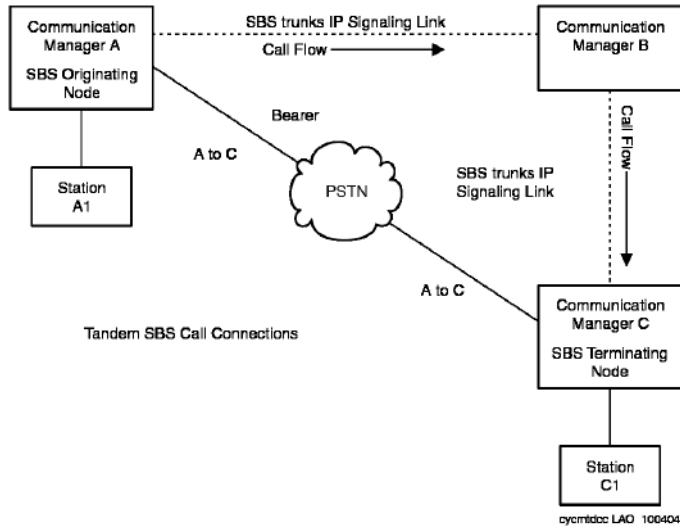 Communication
Manager A
SBS Originating
Node
SBS trunks IP Signaling Link
Call Flow
Communication
Manager B
Bearer
A to C
Station
A1
PSTN
SBS trunks IP
Signaling Link
Call Flow
A to C
Tandem SBS Call Connections
Communication
Manager C
SBS Terminating
Node
Station
C1
cycmtdcc LAO 100404